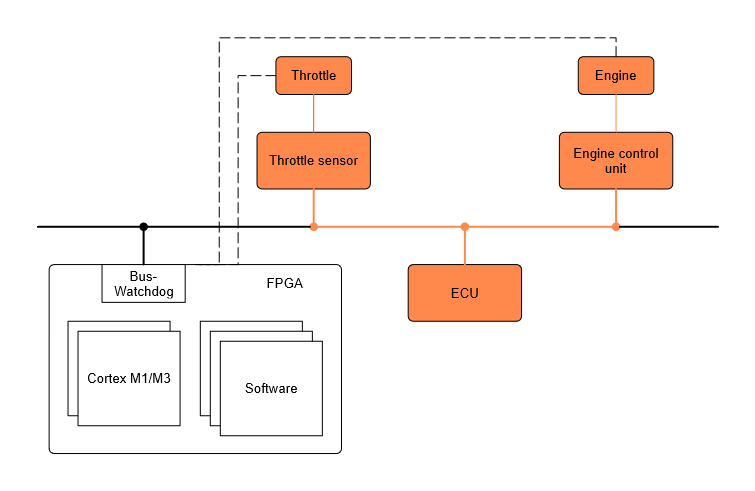 Throttle
Engine
Throttle sensor
Engine control
unit
Bus-
Watchdog
FPGA
ECU
Cortex M1/M3
Software